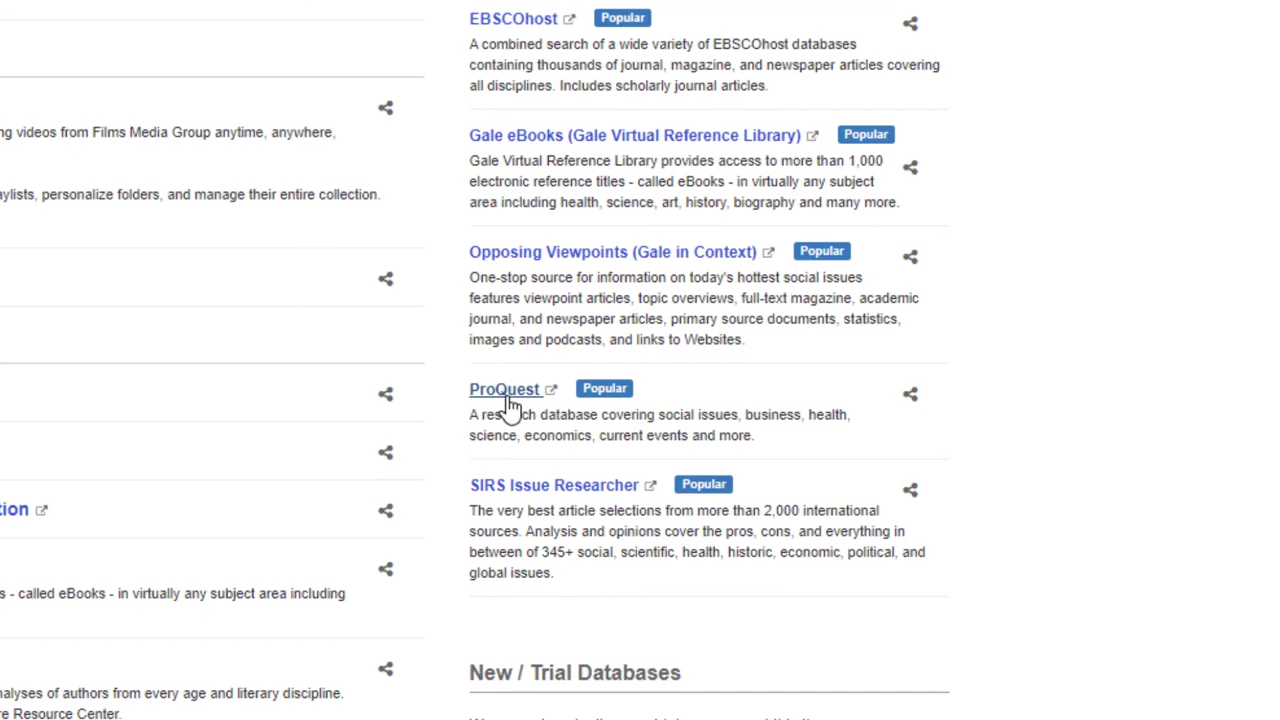 ng videos from Films Media Group anytime, anywhere,
aylists, personalize folders, and manage their entire collection.
tion
s - called eBooks - in virtually any subject area including
nalyses of authors from every age and literary discipline.
re Resource Center.
EBSCOhost Popular
A combined search of a wide variety of EBSCOhost databases
containing thousands of journal, magazine, and newspaper articles covering
all disciplines. Includes scholarly journal articles.
Gale eBooks (Gale Virtual Reference Library) Popular
Gale Virtual Reference Library provides access to more than 1,000
electronic reference titles - called eBooks - in virtually any subject
area including health, science, art, history, biography and many more.
Opposing Viewpoints (Gale in Context) Popular
One-stop source for information on today's hottest social issues
features viewpoint articles, topic overviews, full-text magazine, academic
journal, and newspaper articles, primary source documents, statistics,
images and podcasts, and links to Websites.
ProQuest Popular
A research database covering social issues, business, health,
science, economics, current events and more.
SIRS Issue Researcher Popular
The very best article selections from more than 2,000 international
sources. Analysis and opinions cover the pros, cons, and everything in
between of 345+ social, scientific, health, historic, economic, political, and
global issues.
New / Trial Databases